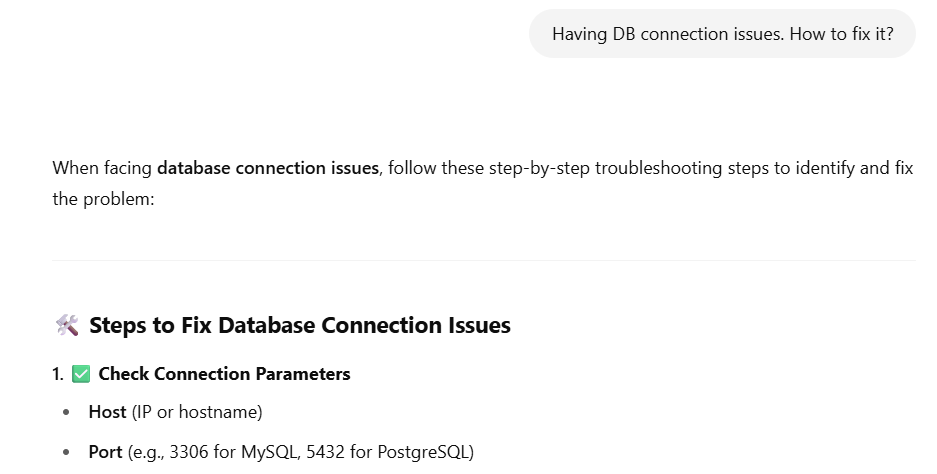 Having DB connection issues. How to fix it?
When facing database connection issues, follow these step-by-step troubleshooting steps to identify and fix
the problem:
🛠️ Steps to Fix Database Connection Issues
1. ✅ Check Connection Parameters
• Host (IP or hostname)
• Port (e.g., 3306 for MySQL, 5432 for PostgreSQL)